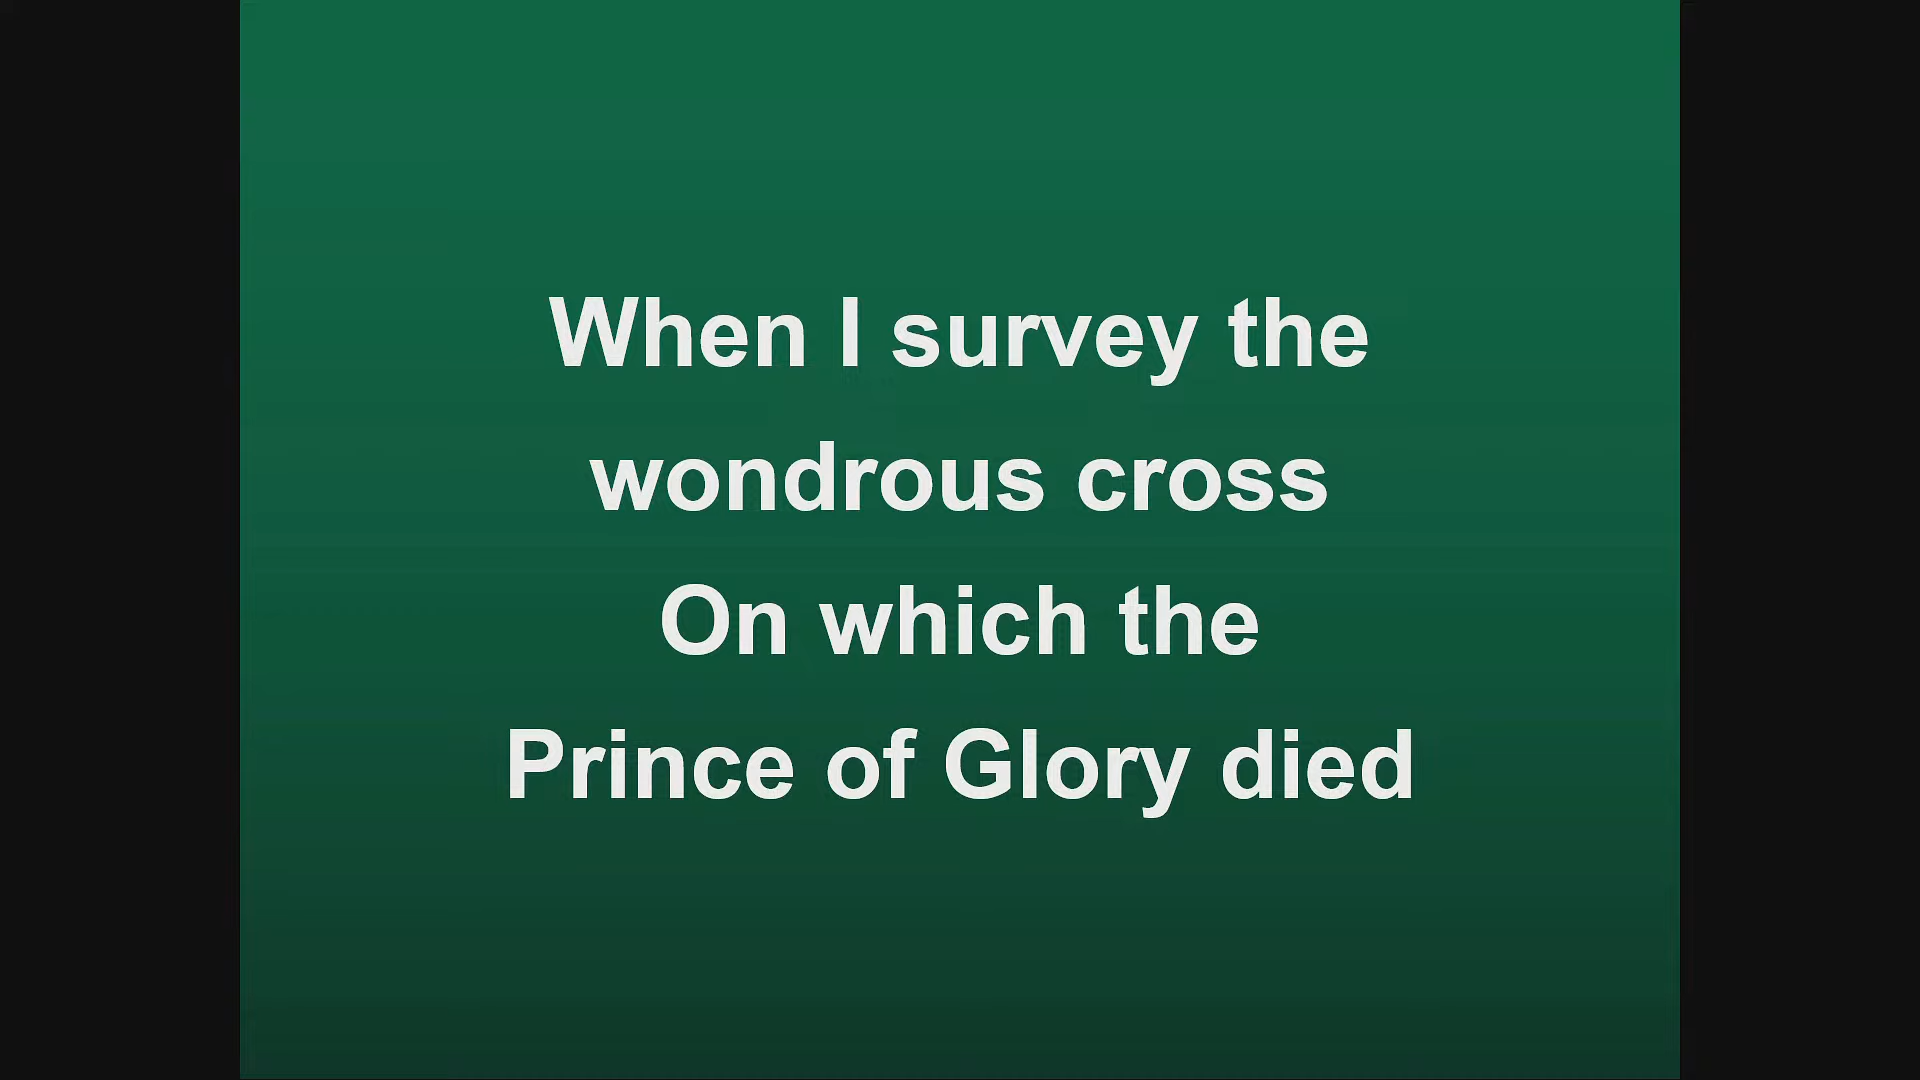 When I survey the
wondrous cross
On which the
Prince of Glory died